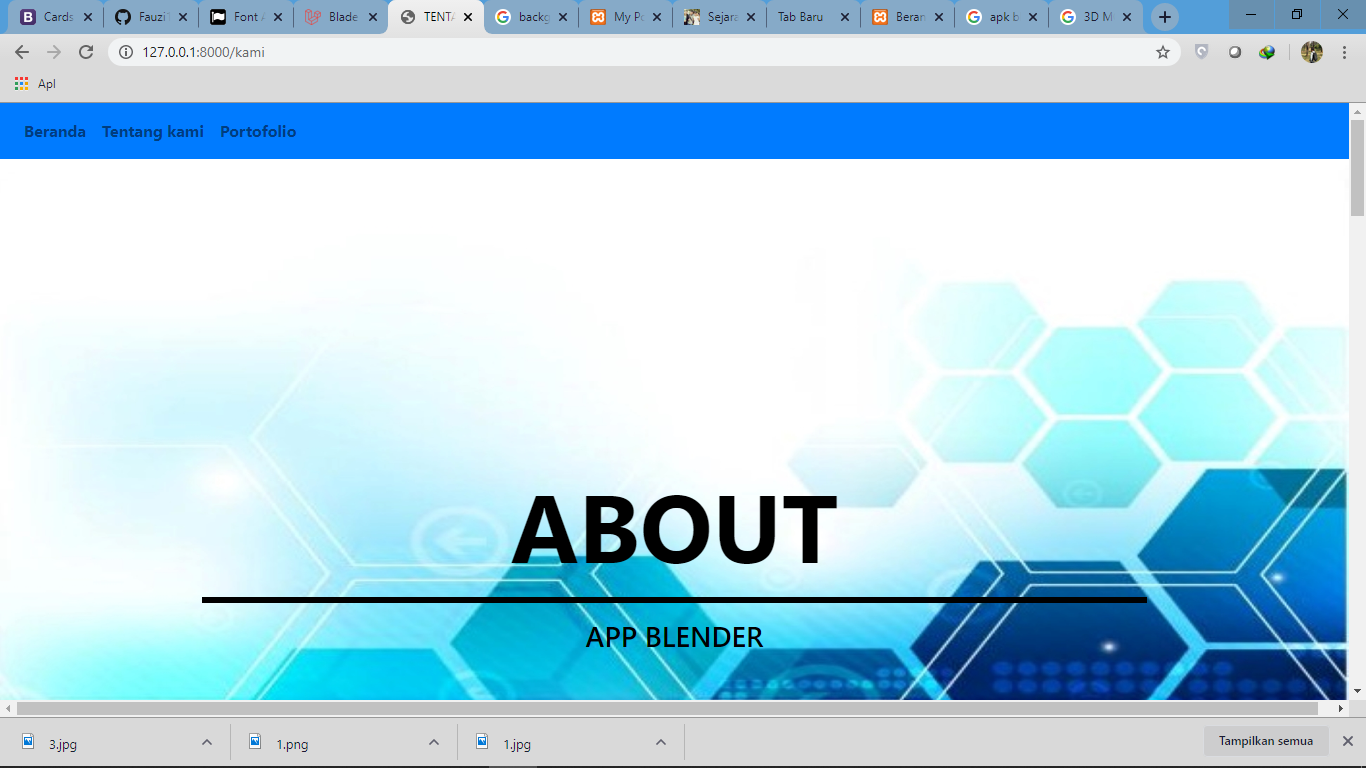 Cards
Fauzi
Font A
Blade
TENTA
backg
My P
Sejara
Tab Baru
Beran
apk b
3D M
127.0.0.1:8000/kami
Apl
Beranda Tentang kami Portofolio
ABOUT
APP BLENDER
3.jpg
1.png
1.jpg
Tampilkan semua